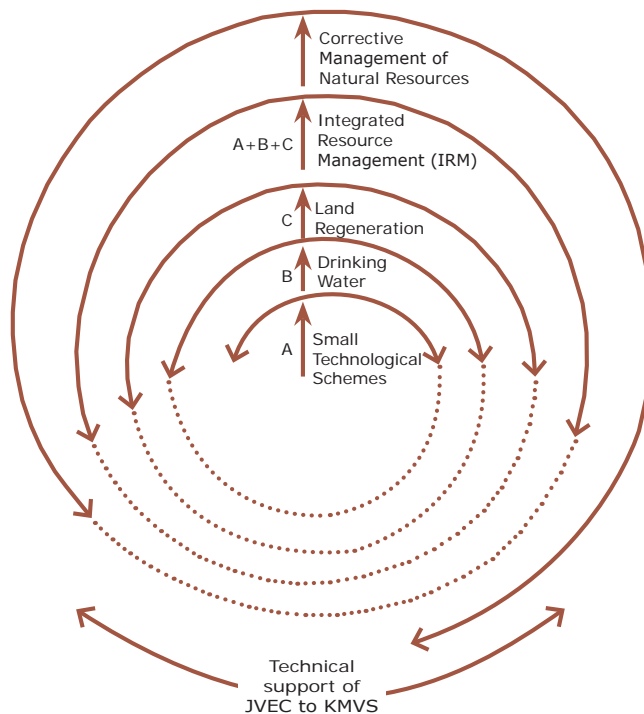 Corrective
Management of
Natural Resources
A+B+C
Integrated
Resource
Management (IRM)
C
Land
Regeneration
B
Drinking
Water
A
Small
Technological
Schemes
Technical
support of
JVEC to KMVS